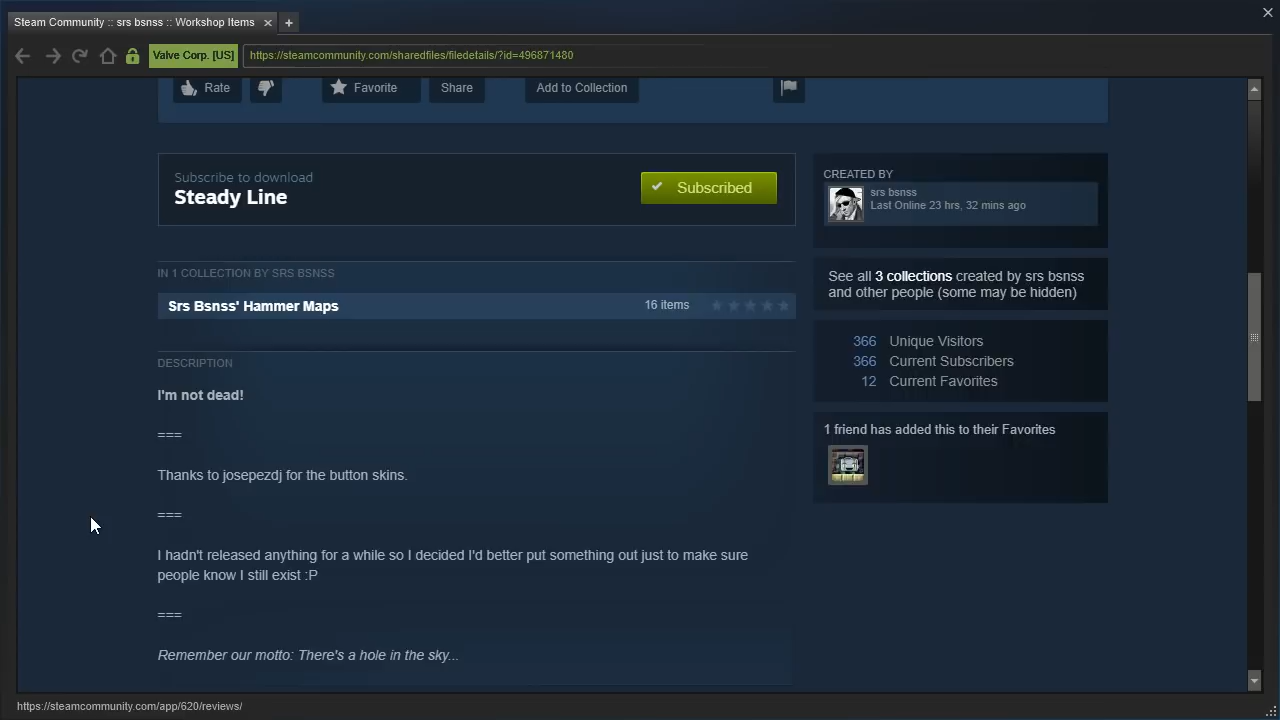 Steam Community :: srs bsnss :: Workshop Items
Valve Corp. [US]
https://steamcommunity.com/sharedfiles/filedetails/?id=496871480
Rate
Favorite
Share
Add to Collection
Subscribe to download
Steady Line
Subscribed
IN 1 COLLECTION BY SRS BSNSS
Srs Bsnss' Hammer Maps
16 items
DESCRIPTION
I'm not dead!
===
Thanks to josepezdj for the button skins.
===
I hadn't released anything for a while so I decided I'd better put something out just to make sure
people know I still exist :P
===
Remember our motto: There's a hole in the sky...
CREATED BY
srs bsnss
Last Online 23 hrs, 32 mins ago
See all 3 collections created by srs bsnss
and other people (some may be hidden)
366 Unique Visitors
366 Current Subscribers
12 Current Favorites
1 friend has added this to their Favorites
https://steamcommunity.com/app/620/reviews/